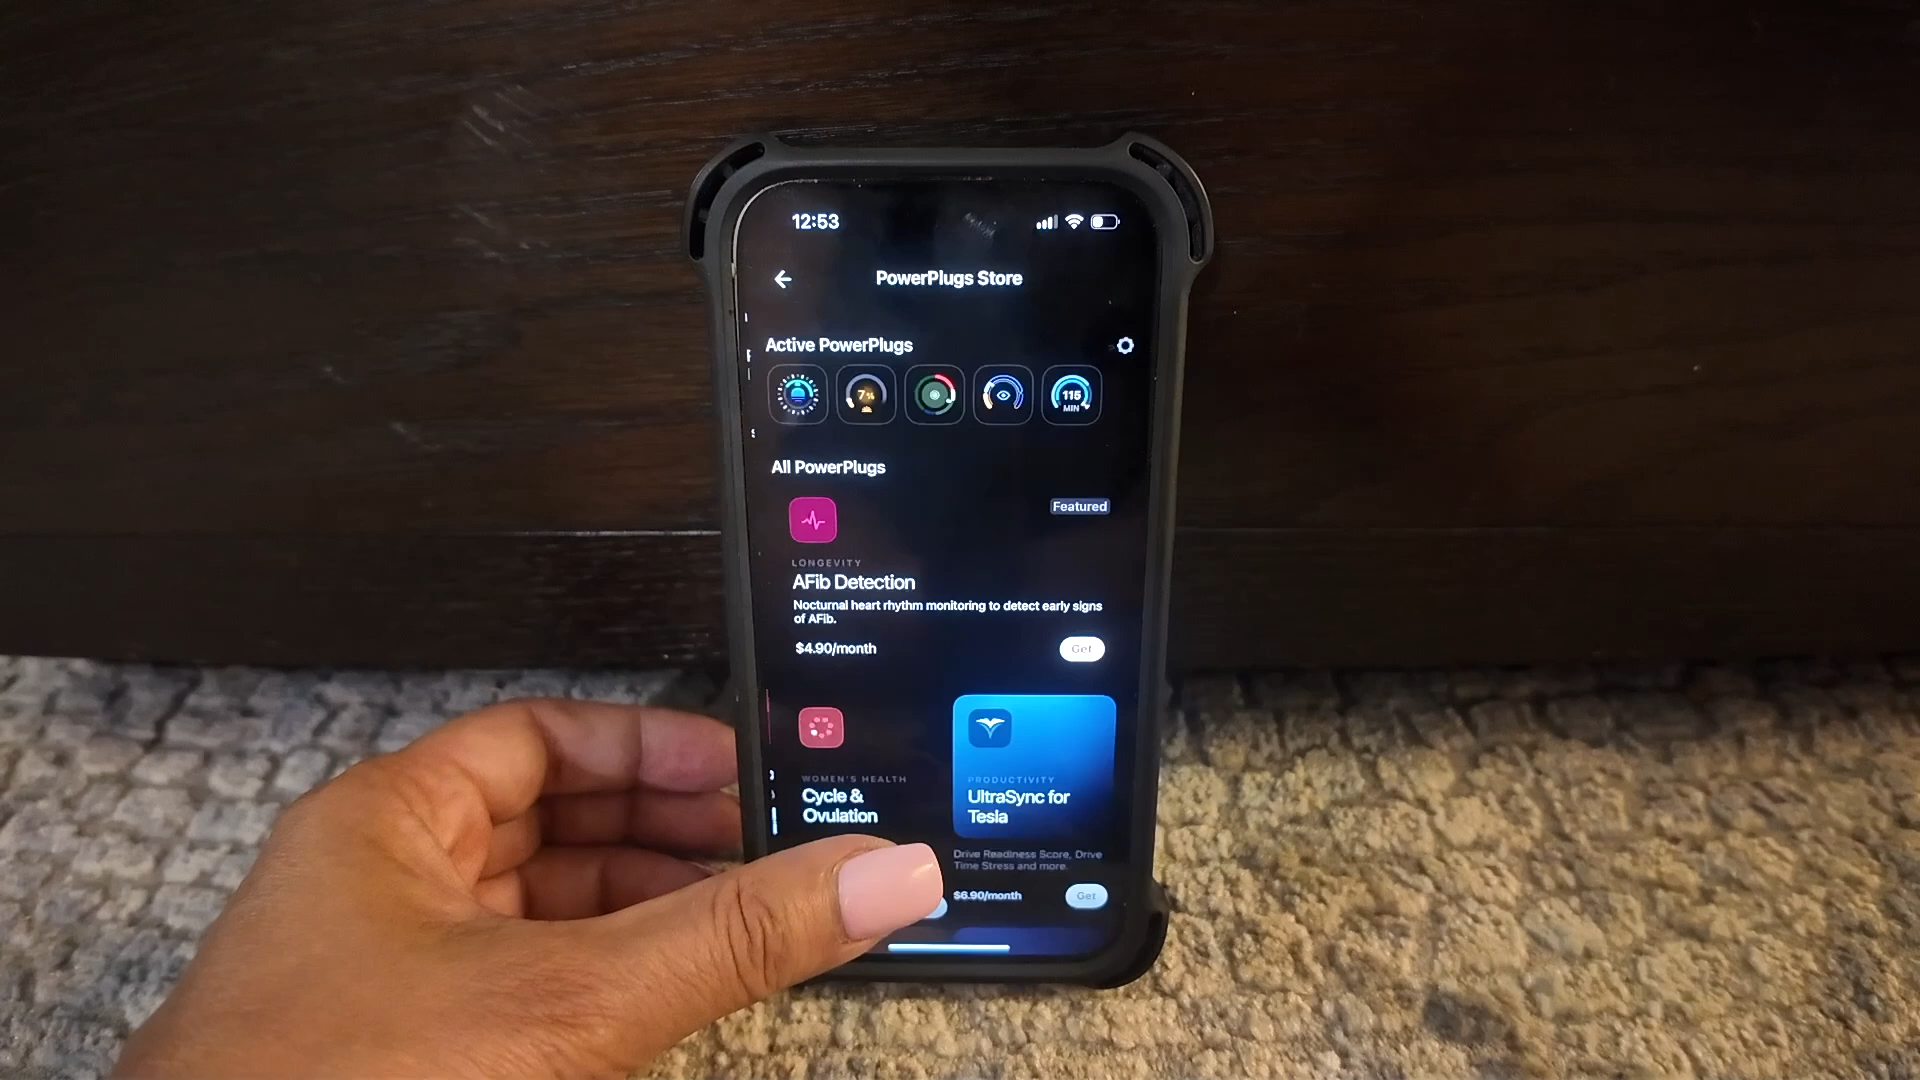 12:53
PowerPlugs Store
Active PowerPlugs
115
MIN
All PowerPlugs
Featured
LONGEVITY
AFib Detection
Nocturnal heart rhythm monitoring to detect early signs
of AFib.
$4.90/month
Get
WOMEN'S HEALTH
Cycle &
Ovulation
PRODUCTIVITY
UltraSync for
Tesla
Drive Readiness Score, Drive
Time Stress and more.
$6.90/month
Get